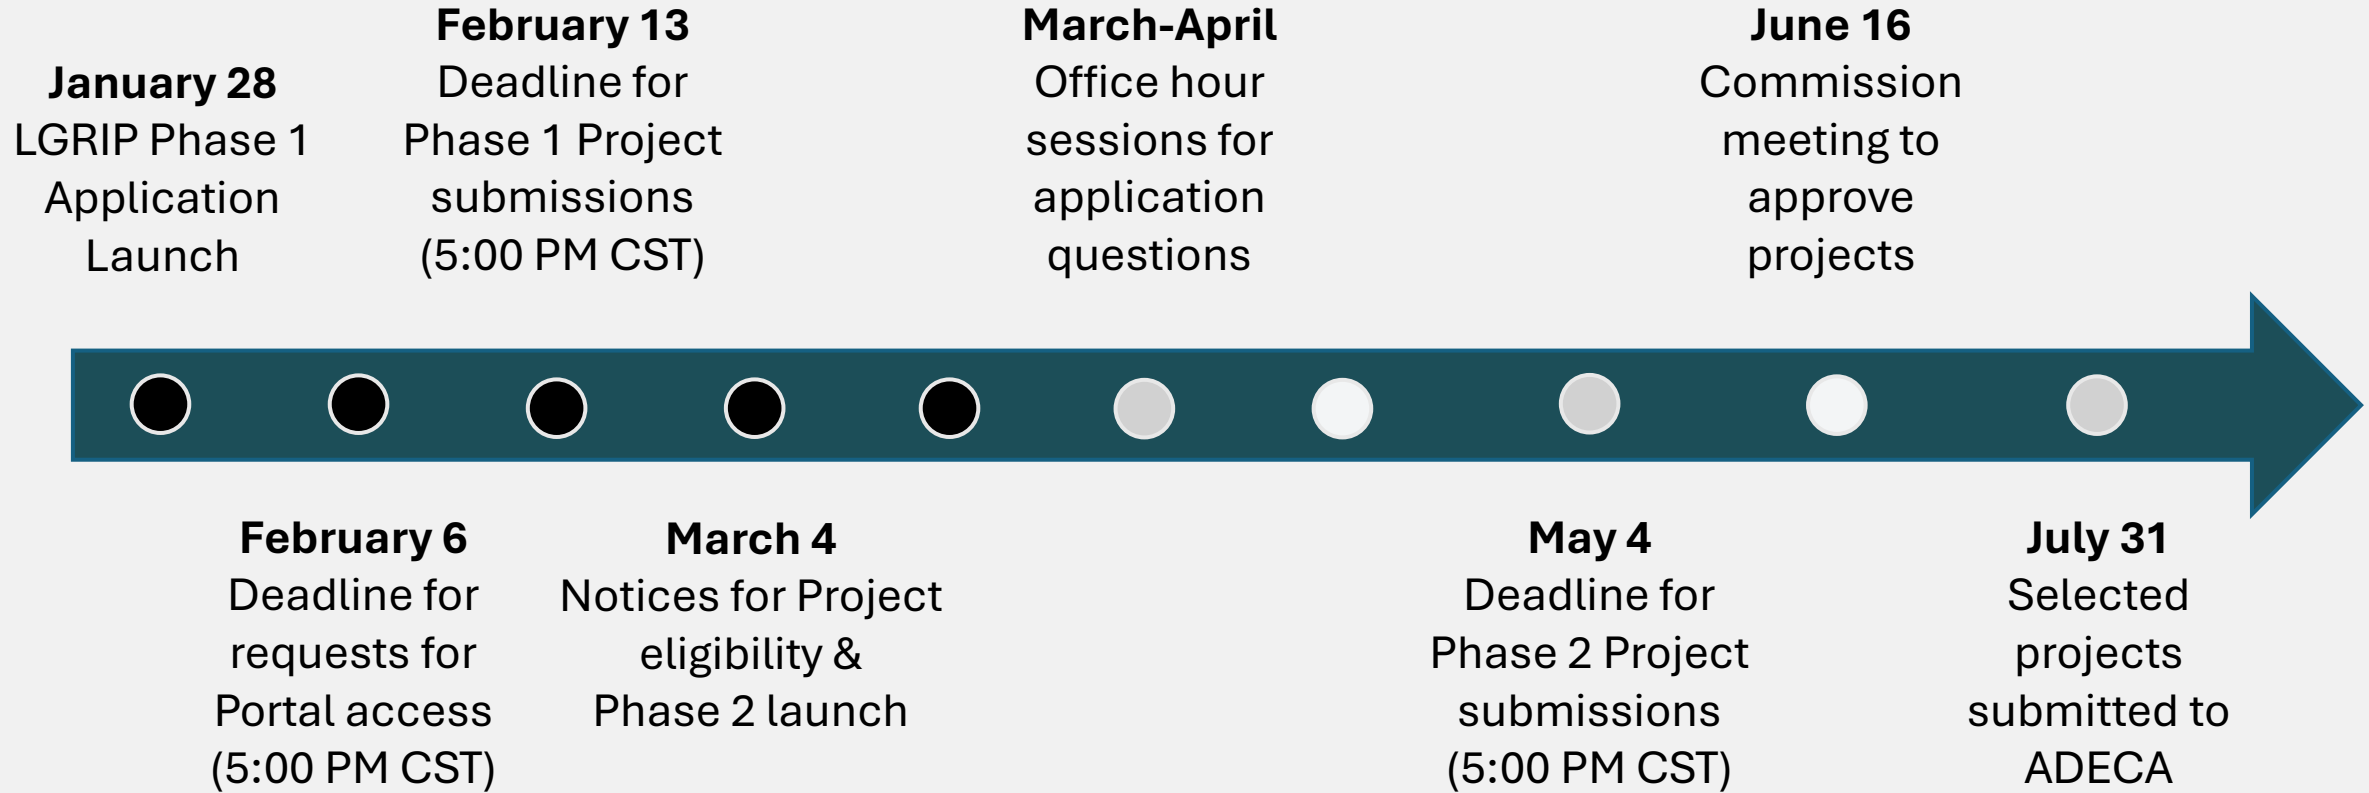 January 28
LGRIP Phase 1
Application
Launch
February 13
Deadline for
Phase 1 Project
submissions
(5:00 PM CST)
March-April
Office hour
sessions for
application
questions
June 16
Commission
meeting to
approve
projects
February 6
Deadline for
requests for
Portal access
(5:00 PM CST)
March 4
Notices for Project
eligibility &
Phase 2 launch
May 4
Deadline for
Phase 2 Project
submissions
(5:00 PM CST)
July 31
Selected
projects
submitted to
ADECA